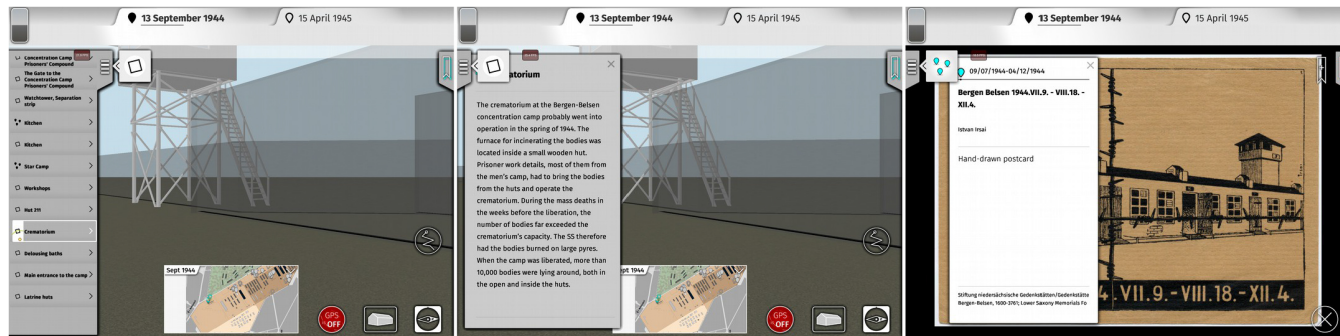 13 September 1944
15 April 1945
Concentration Camp
Prisoners' Compound
The Gate to the
Concentration Camp
Prisoners' Compound
Watchtower, Separation
strip
Kitchen
Kitchen
Star Camp
Workshops
Hut 211
Crematorium
Delousing baths
Main entrance to the camp
Latrine huts
Sept 1944
GPS
OFF
13 September 1944
15 April 1945
atorium
The crematorium at the Bergen-Belsen
concentration camp probably went into
operation in the spring of 1944. The
furnace for incinerating the bodies was
located inside a small wooden hut.
Prisoner work details, most of them from
the men's camp, had to bring the bodies
from the huts and operate the
crematorium. During the mass deaths in
the weeks before the liberation, the
number of bodies far exceeded the
crematorium's capacity. The SS therefore
had the bodies burned on large pyres.
When the camp was liberated, more than
10,000 bodies were lying around, both in
the open and inside the huts.
pt 1944
GPS
OFF
13 September 1944
15 April 1945
09/07/1944-04/12/1944
Bergen Belsen 1944.VII.9. - VIII.18. -
XII.4.
Istvan Irsai
Hand-drawn postcard
Stiftung niedersächsische Gedenkstätten/Gedenkstätte
Bergen-Belsen, 1600-3761; Lower Saxony Memorials Fo
4.VII.9.-VIII.18.-XII.4.